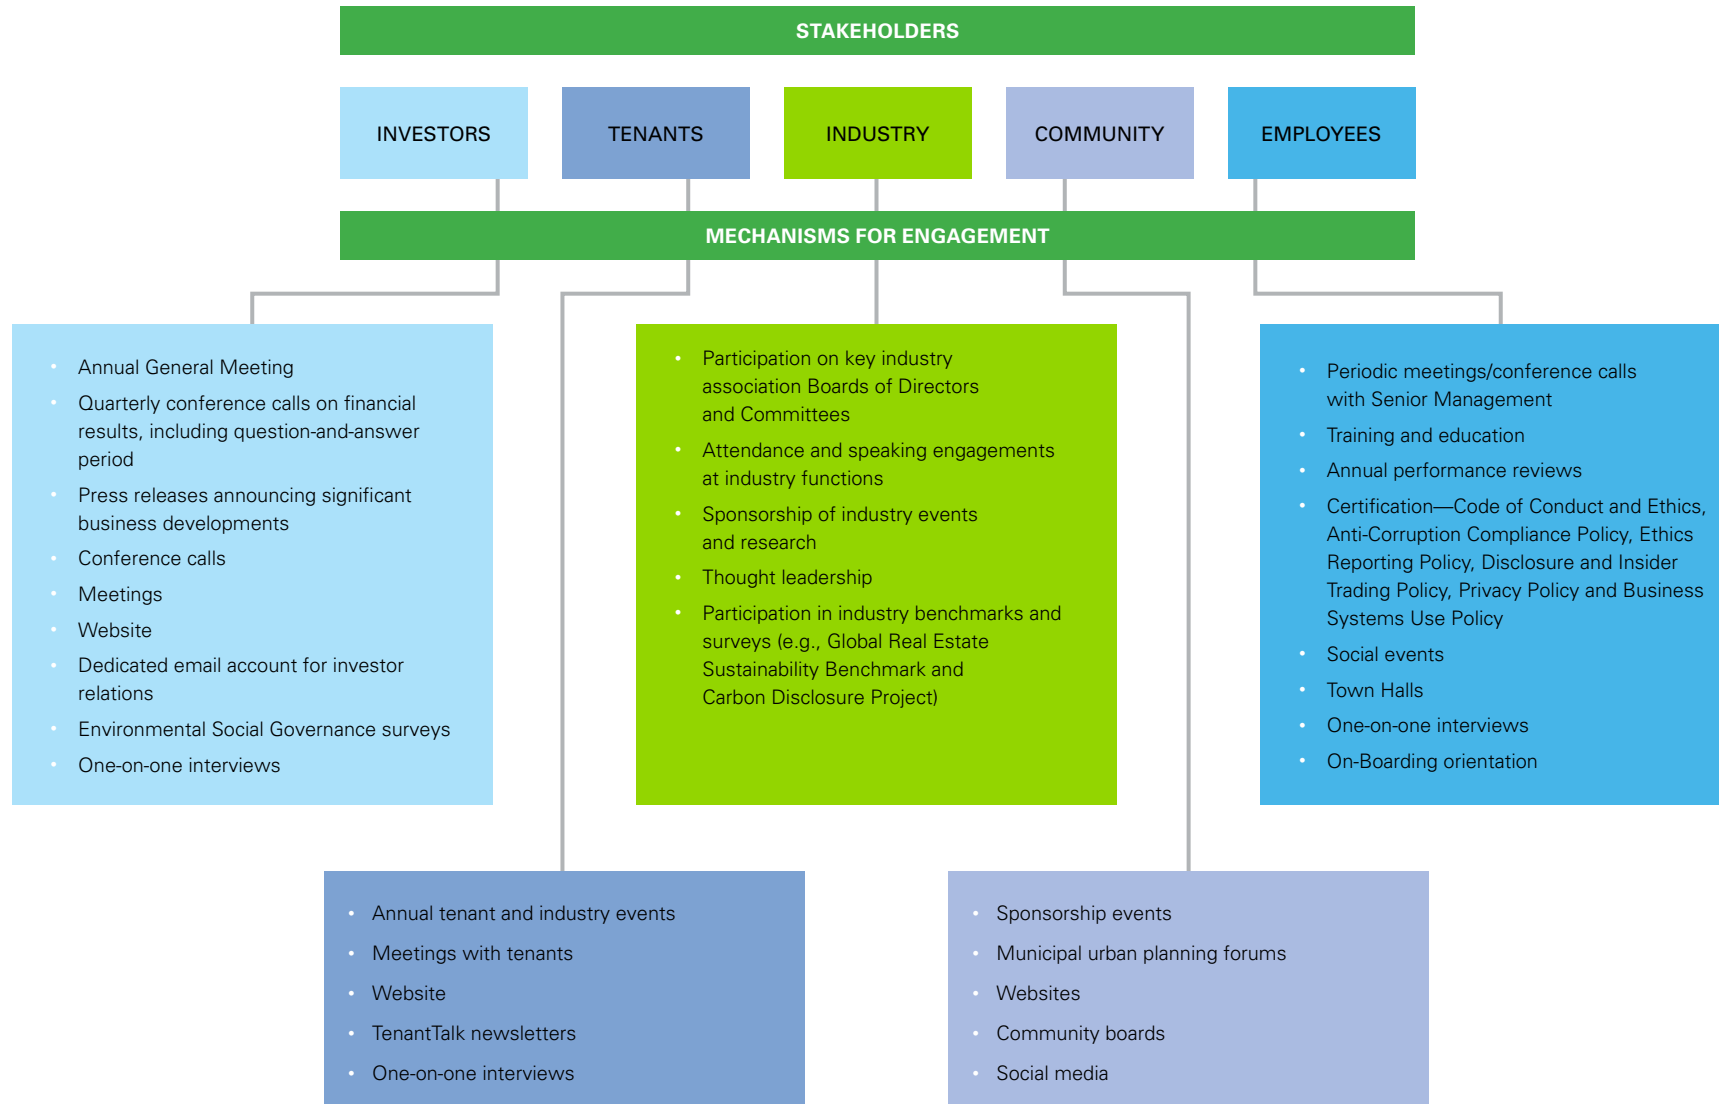 STAKEHOLDERS
INVESTORS
TENANTS
INDUSTRY
COMMUNITY
EMPLOYEES
MECHANISMS FOR ENGAGEMENT
• Annual General Meeting
• Quarterly conference calls on financial
results, including question-and-answer
period
• Press releases announcing significant
business developments
• Conference calls
• Meetings
• Website
• Dedicated email account for investor
relations
• Environmental Social Governance surveys
• One-on-one interviews
• Participation on key industry
association Boards of Directors
and Committees
• Attendance and speaking engagements
at industry functions
• Sponsorship of industry events
and research
• Thought leadership
• Participation in industry benchmarks and
surveys (e.g., Global Real Estate
Sustainability Benchmark and
Carbon Disclosure Project)
• Periodic meetings/conference calls
with Senior Management
• Training and education
• Annual performance reviews
• Certification—Code of Conduct and Ethics,
Anti-Corruption Compliance Policy, Ethics
Reporting Policy, Disclosure and Insider
Trading Policy, Privacy Policy and Business
Systems Use Policy
• Social events
• Town Halls
• One-on-one interviews
• On-Boarding orientation
• Annual tenant and industry events
• Meetings with tenants
• Website
• TenantTalk newsletters
• One-on-one interviews
• Sponsorship events
• Municipal urban planning forums
• Websites
• Community boards
• Social media